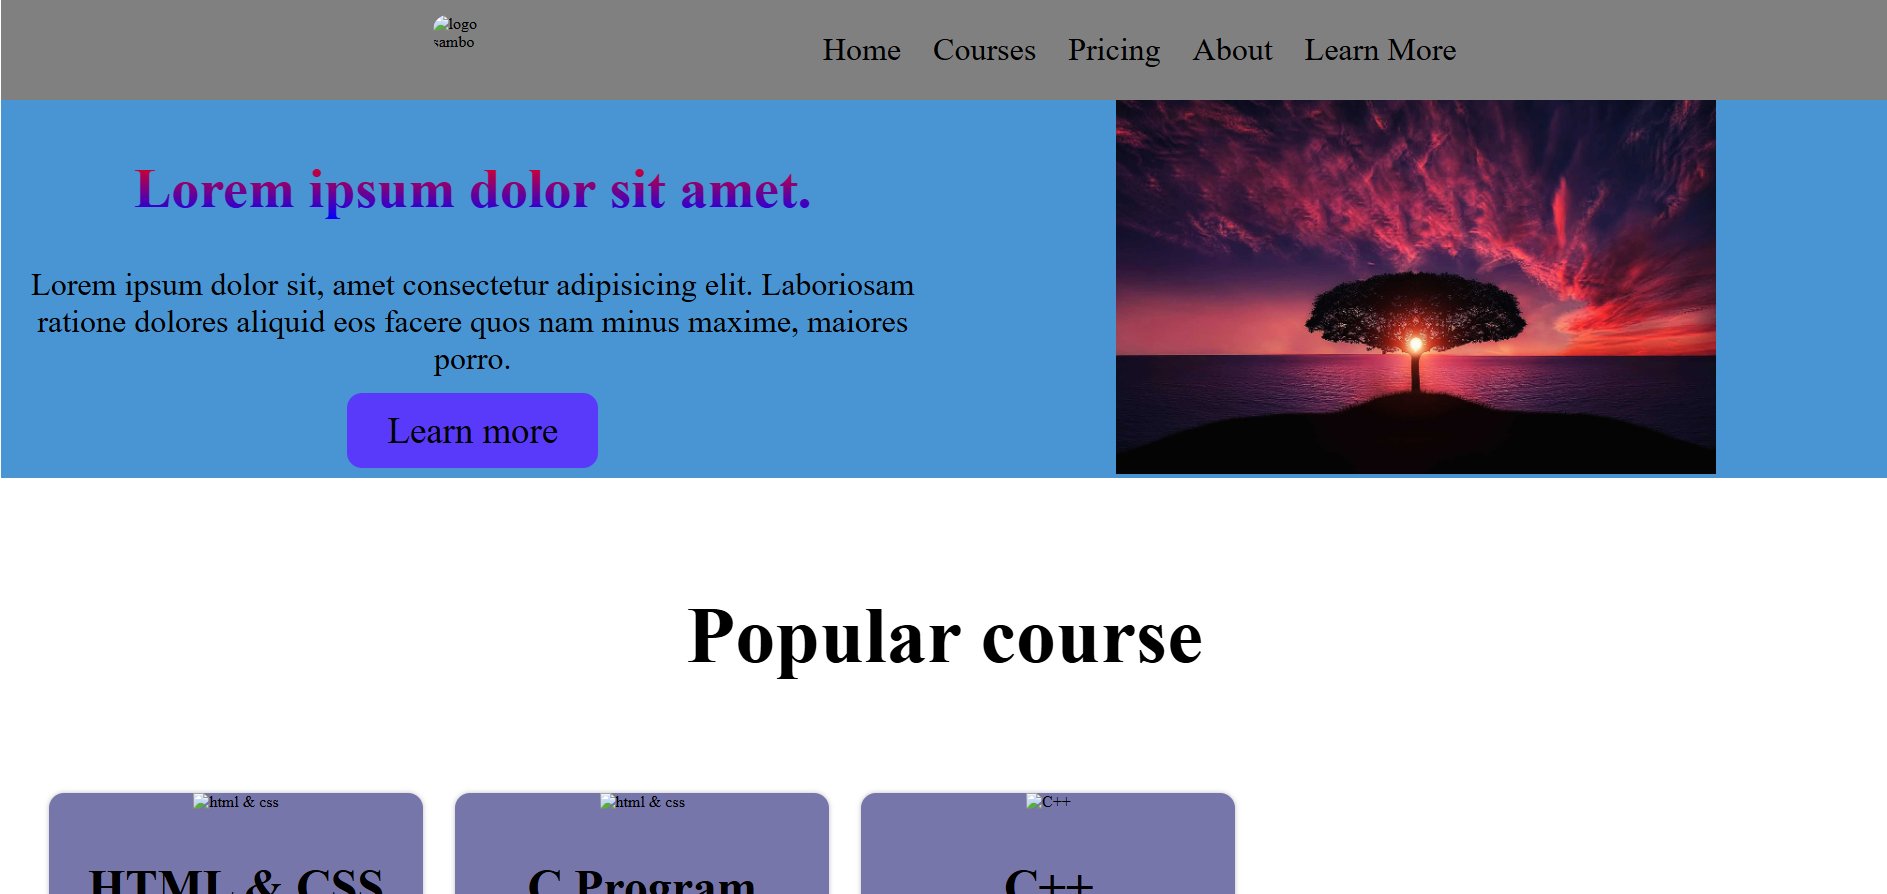 logo
sambo
Home Courses Pricing About Learn More
Lorem ipsum dolor sit amet.
Lorem ipsum dolor sit, amet consectetur adipisicing elit. Laboriosam
ratione dolores aliquid eos facere quos nam minus maxime, maiores
porro.
Learn more
Popular course
html & css
html & css
C++
HTML & CSS
C Program
C++